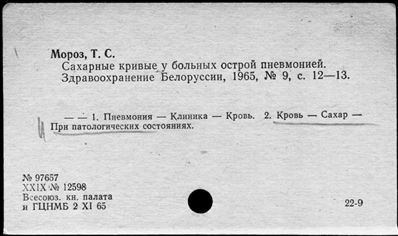 Мороз, Т. С.
Сахарные кривые у больных острой пневмонией.
Здравоохранение Белоруссии, 1965, № 9, с. 12—13.
— — 1. Пневмония — Клиника — Кровь. 2. Кровь — Сахар —
При патологических состояниях.
№ 97657
XXIX № 12598
Всесоюз. кн. палата
и ГЦНМБ 2 XI 65
22-9